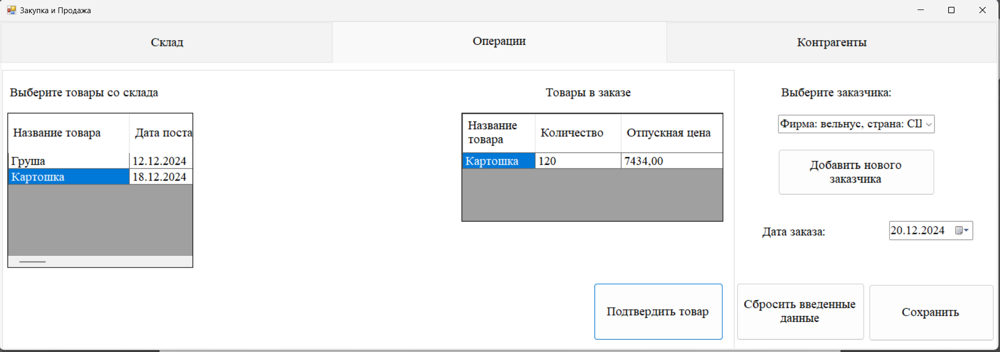 Закупка и Продажа
Склад
Операции
Контрагенты
Выберите товары со склада
Товары в заказе
Выберите заказчика:
Название товара
Дата поста
Груша
12.12.2024
Картошка
18.12.2024
Название
товара
Количество
Отпускная цена
Картошка
120
7434,00
Фирма: вельнус, страна:
Добавить нового
заказчика
Дата заказа:
20.12.2024
Подтвердить товар
Сбросить введенные
данные
Сохранить